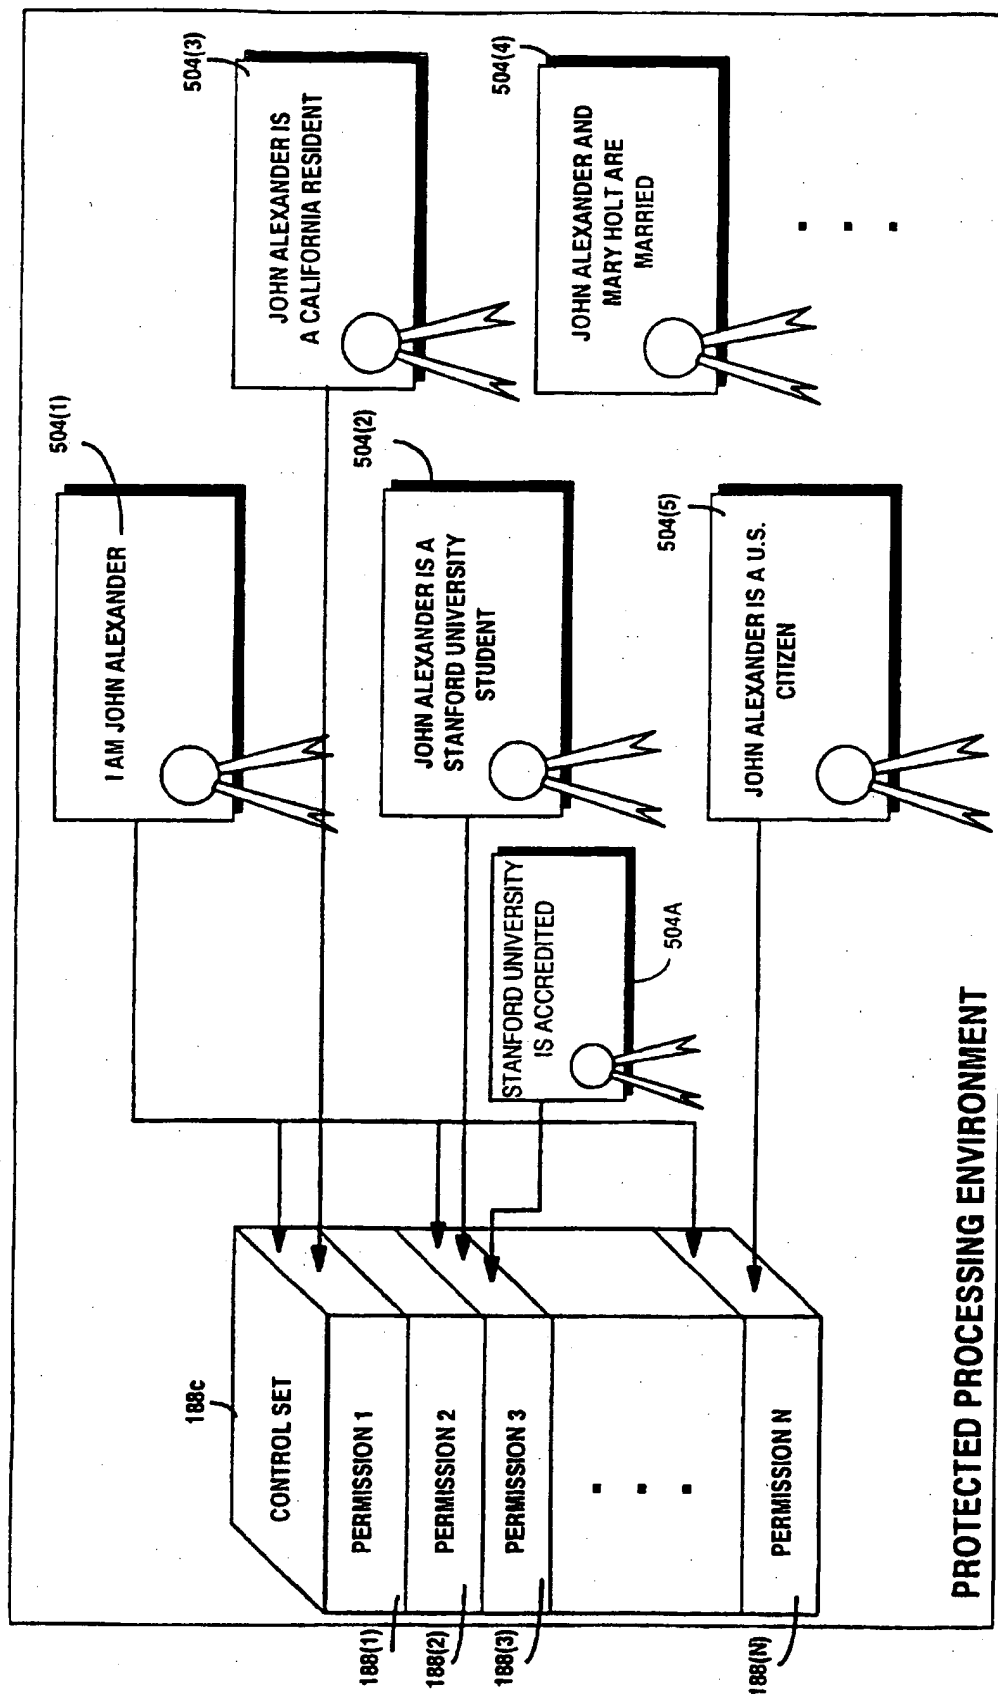 504(3)
JOHN ALEXANDER IS
A CALIFORNIA RESIDENT
504(4)
JOHN ALEXANDER AND
MARY HOLT ARE
MARRIED
504(1)
I AM JOHN ALEXANDER
504(2)
JOHN ALEXANDER IS A
STANFORD UNIVERSITY
STUDENT
504(5)
JOHN ALEXANDER IS A U.S.
CITIZEN
STANFORD UNIVERSITY
IS ACCREDITED
504A
188c
CONTROL SET
PERMISSION 1
PERMISSION 2
PERMISSION 3
PERMISSION N
188(1)
188(2)
188(3)
188(N)
PROTECTED PROCESSING ENVIRONMENT